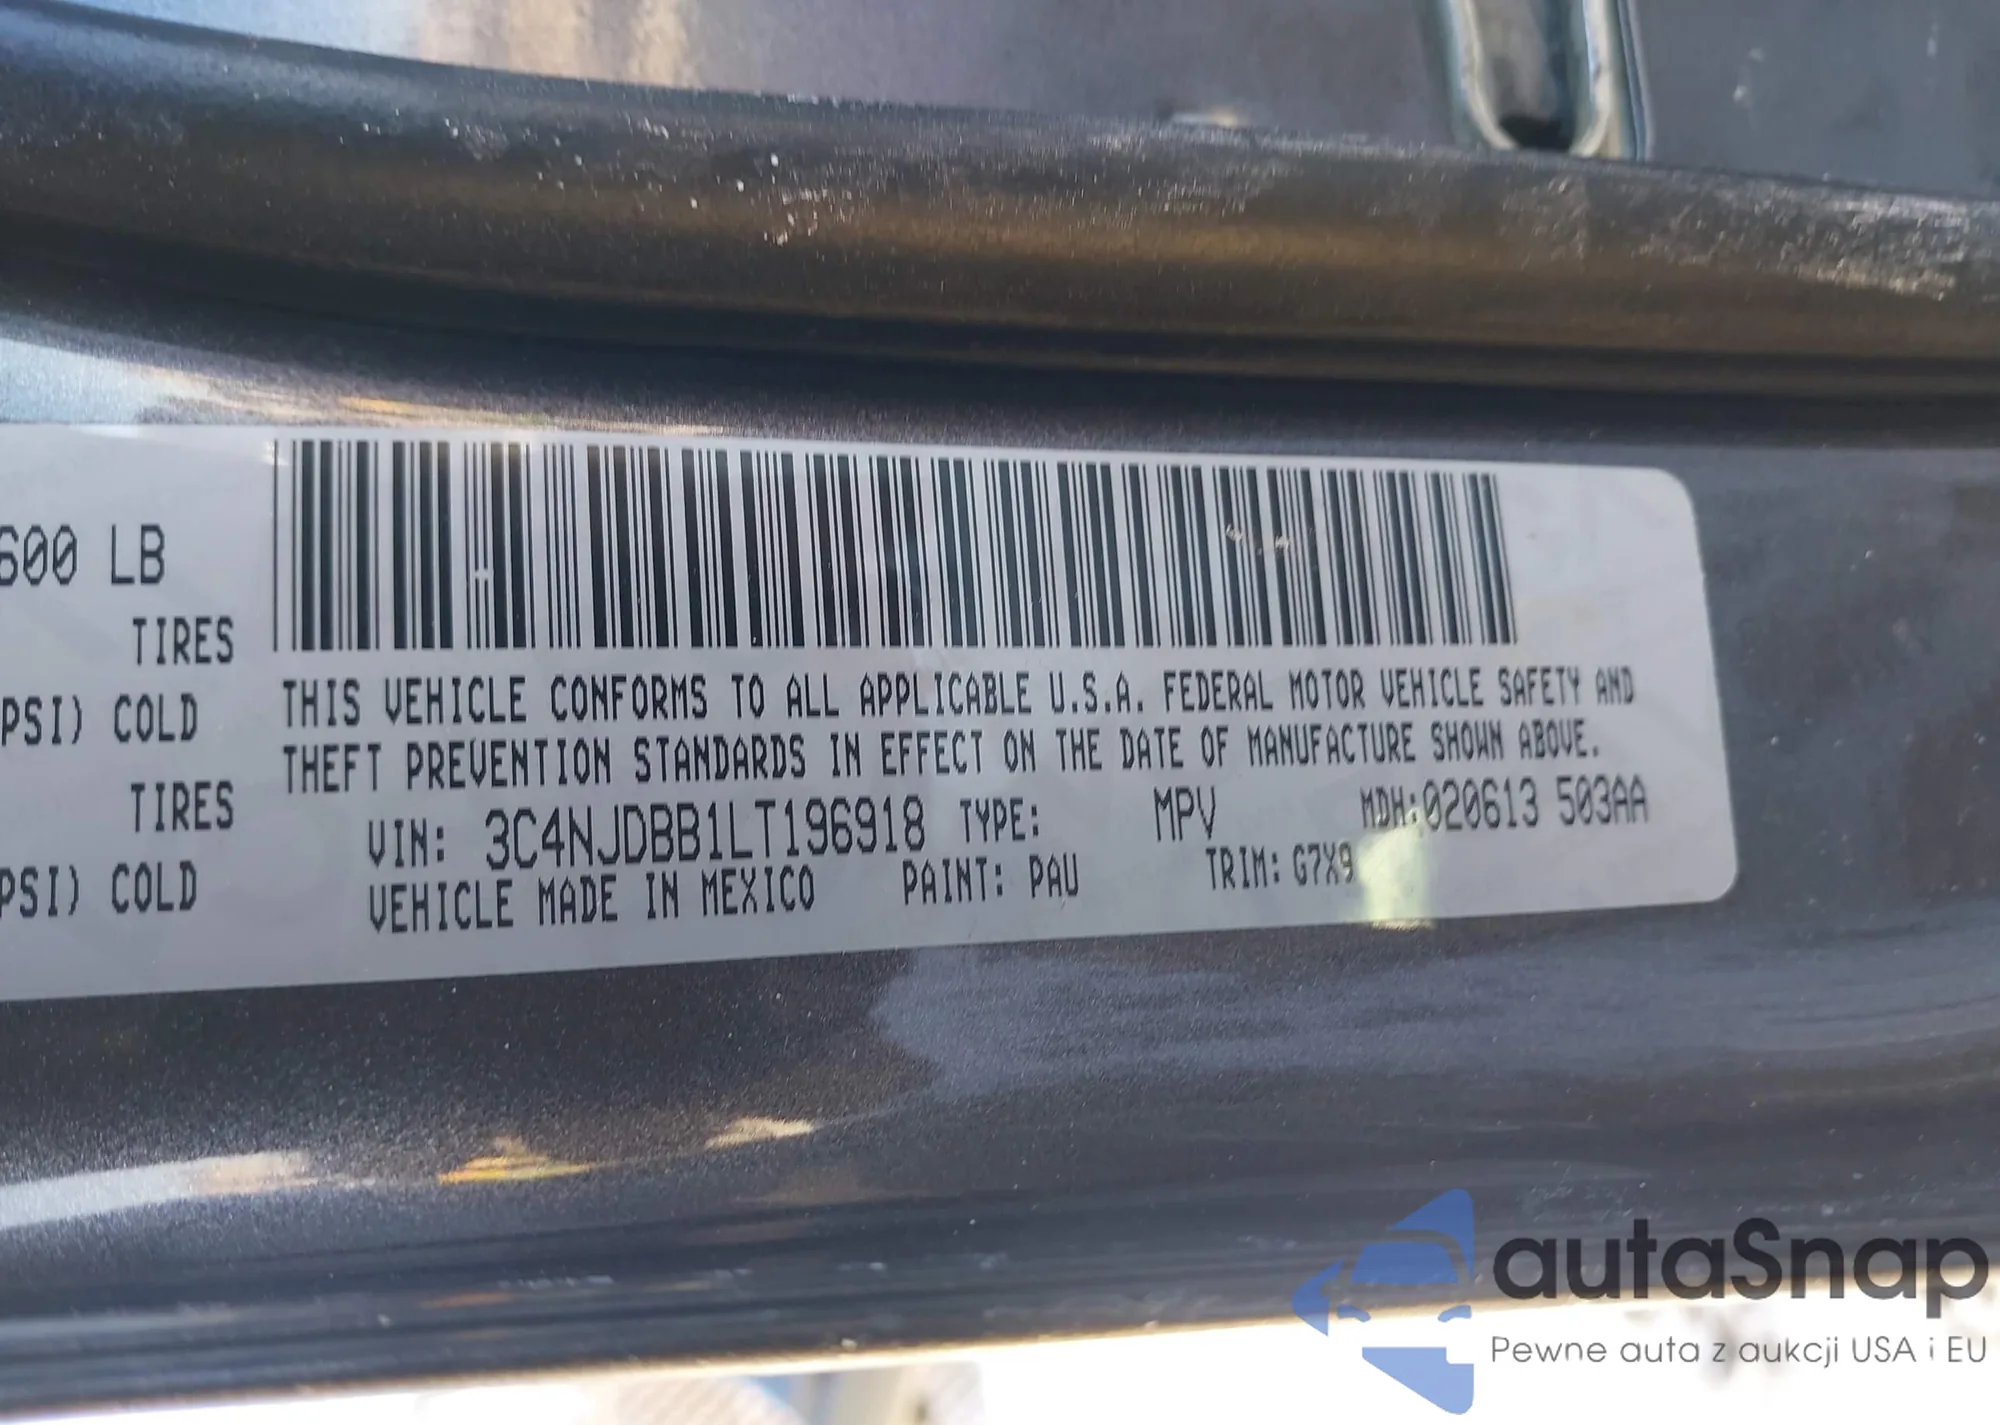 600 LB
TIRES
PSI) COLD
TIRES
PSI) COLD
THIS VEHICLE CONFORMS TO ALL APPLICABLE U.S.A. FEDERAL MOTOR VEHICLE SAFETY AND
THEFT PREVENTION STANDARDS IN EFFECT ON THE DATE OF MANUFACTURE SHOWN ABOVE.
VIN: 3C4NJDBB1LT196918 TYPE: MPV MDH:020613 503AA
VEHICLE MADE IN MEXICO PAINT: PAU TRIM: G7X9
autaSnap
Pewne auta z aukcji USA i EU